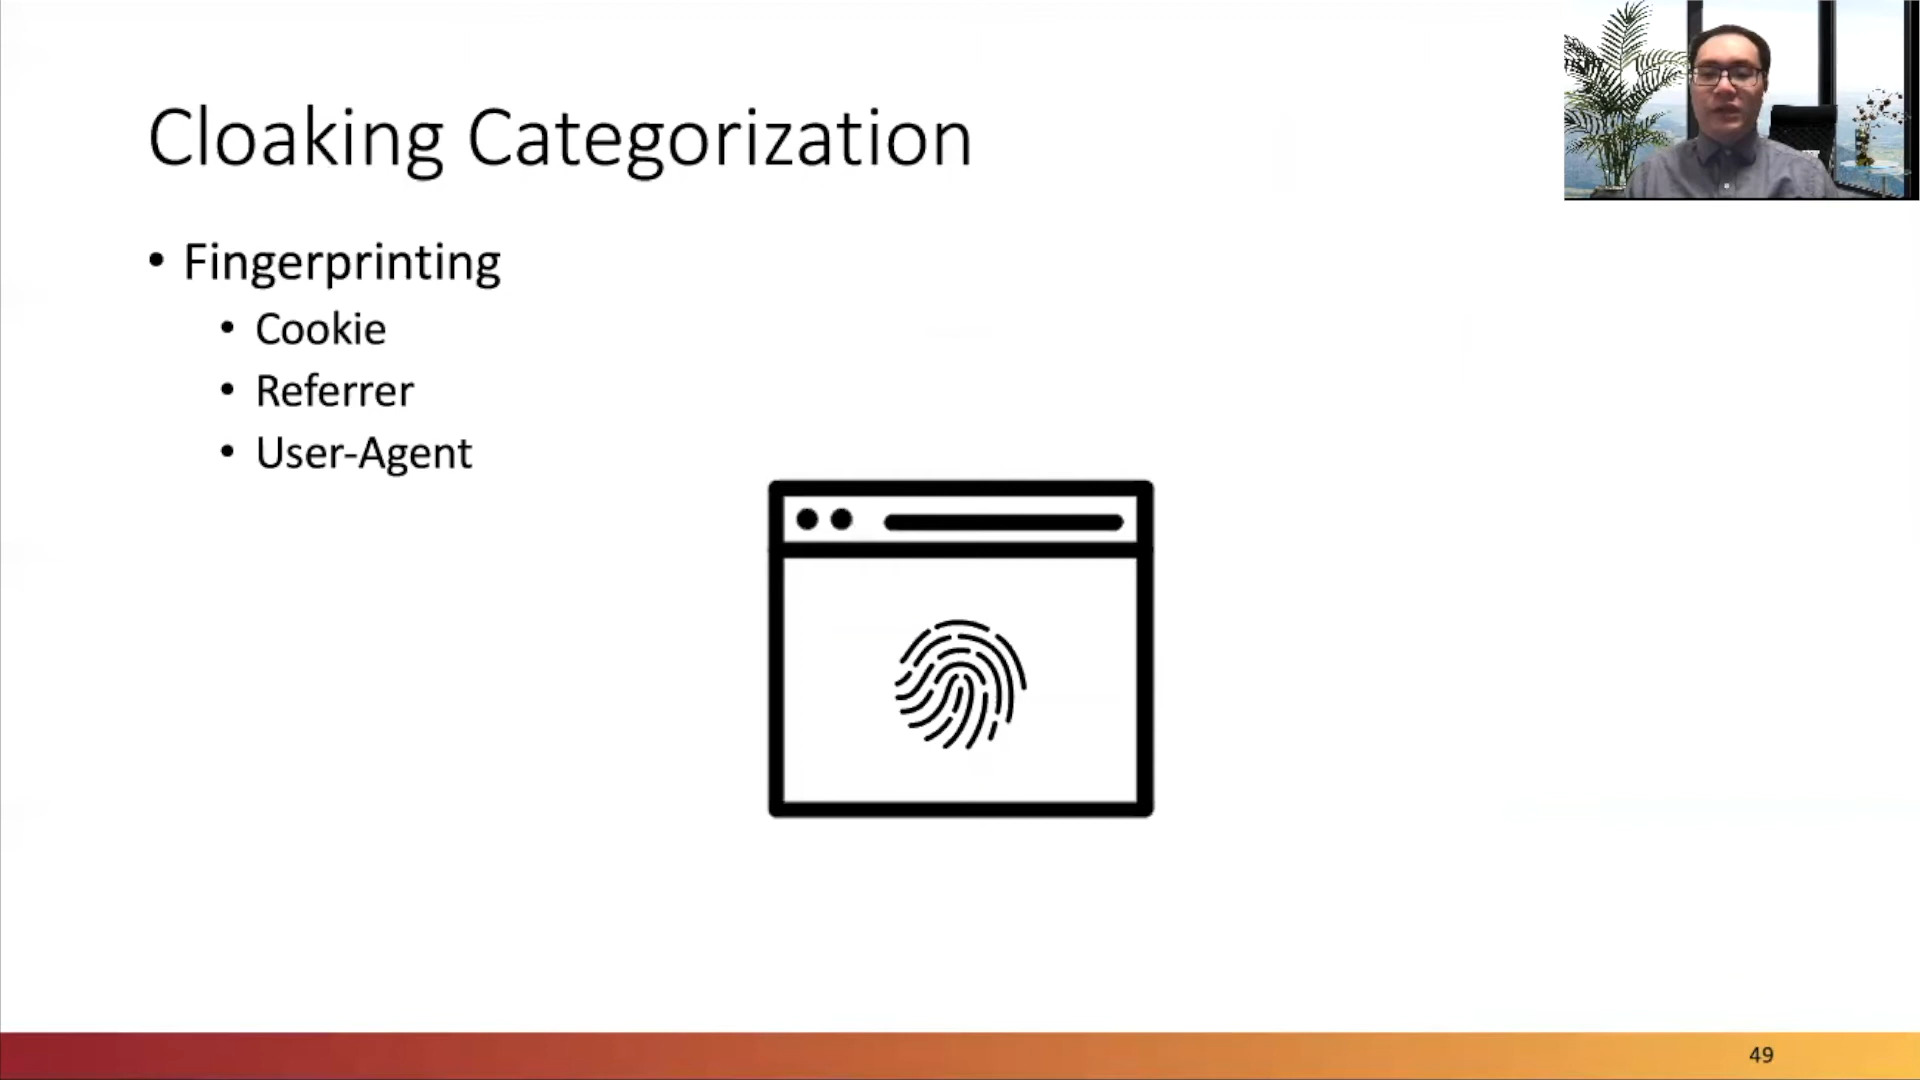 Cloaking Categorization
• Fingerprinting
• Cookie
• Referrer
• User-Agent
49